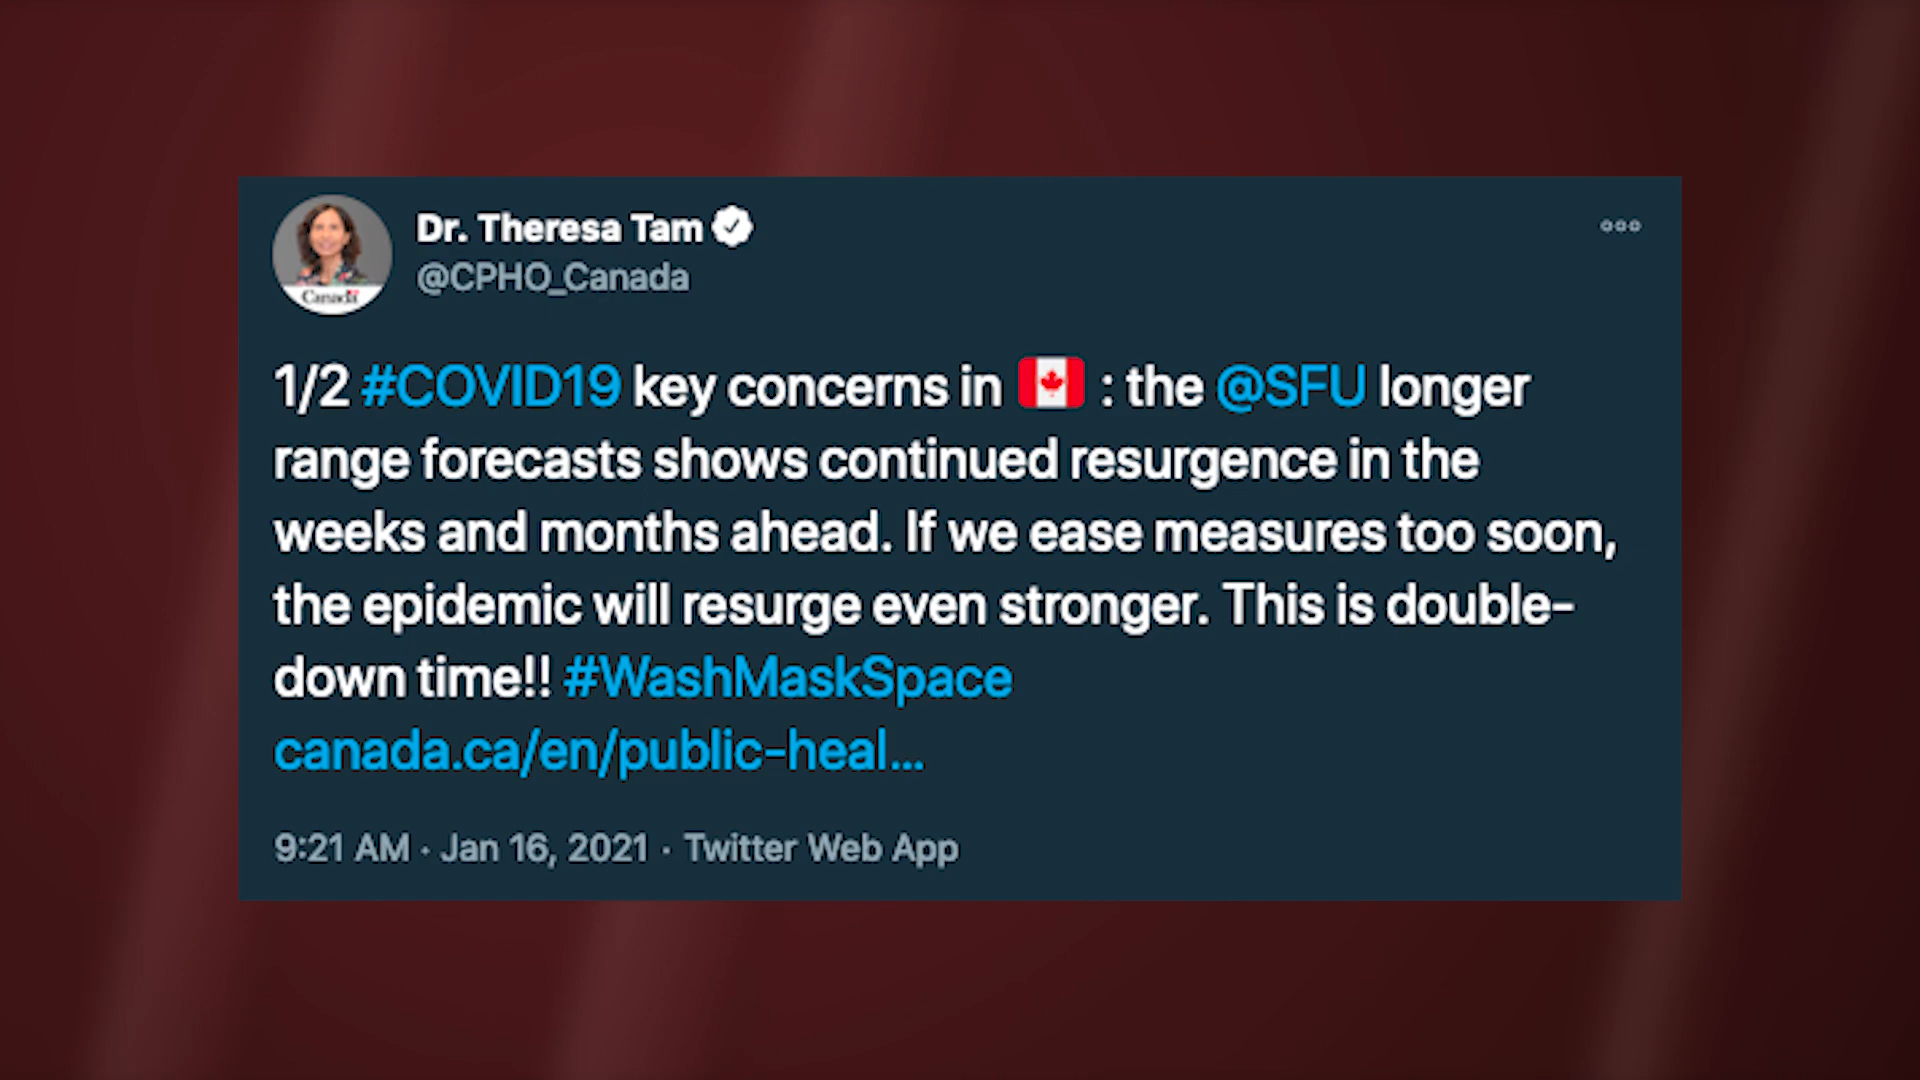 Dr. Theresa Tam
@CPHO_Canada
Canada
1/2 #COVID19 key concerns in 🇨🇦 : the @SFU longer
range forecasts shows continued resurgence in the
weeks and months ahead. If we ease measures too soon,
the epidemic will resurge even stronger. This is double-
down time!! #WashMaskSpace
canada.ca/en/public-heal...
9:21 AM · Jan 16, 2021 · Twitter Web App